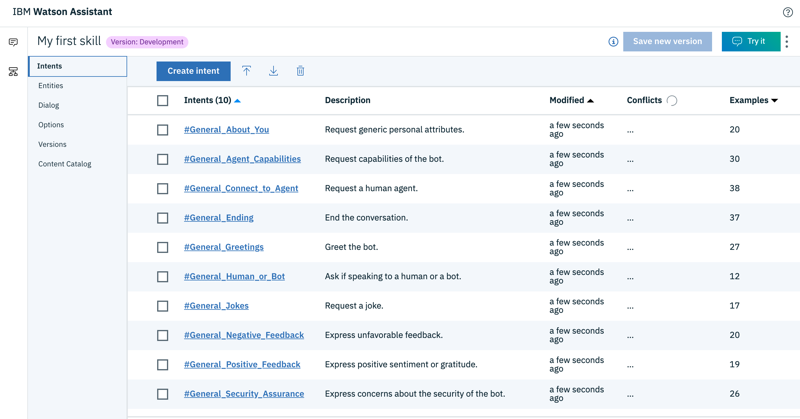 IBM Watson Assistant
My first skill Version: Development Save new version Try it
Intents
Entities
Dialog
Options
Versions
Content Catalog
Create intent
Intents (10) Description Modified Conflicts Examples
#General_About_You Request generic personal attributes. a few seconds ago ... 20
#General_Agent_Capabilities Request capabilities of the bot. a few seconds ago ... 30
#General_Connect_to_Agent Request a human agent. a few seconds ago ... 38
#General_Ending End the conversation. a few seconds ago ... 37
#General_Greetings Greet the bot. a few seconds ago ... 27
#General_Human_or_Bot Ask if speaking to a human or a bot. a few seconds ago ... 12
#General_Jokes Request a joke. a few seconds ago ... 17
#General_Negative_Feedback Express unfavorable feedback. a few seconds ago ... 20
#General_Positive_Feedback Express positive sentiment or gratitude. a few seconds ago ... 19
#General_Security_Assurance Express concerns about the security of the bot. a few seconds ago ... 26